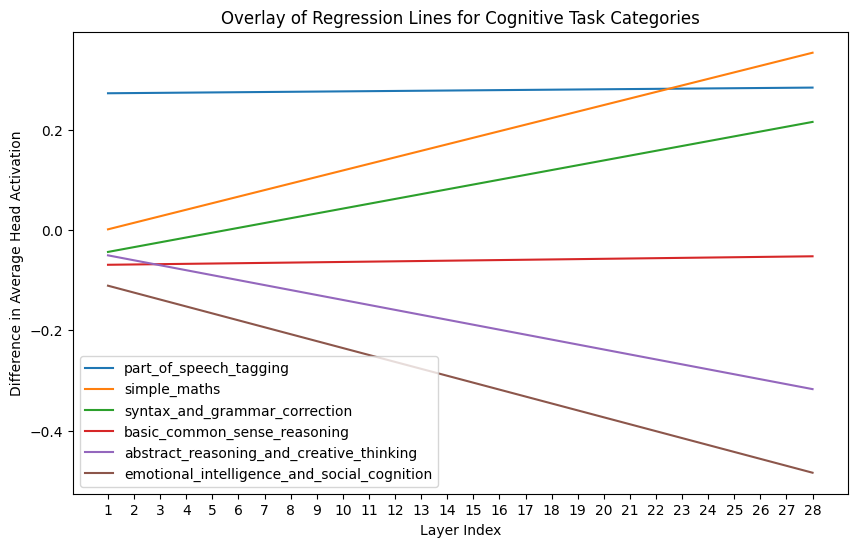 Overlay of Regression Lines for Cognitive Task Categories
Difference in Average Head Activation
0.2
0.0
−0.2
−0.4
part_of_speech_tagging
simple_maths
syntax_and_grammar_correction
basic_common_sense_reasoning
abstract_reasoning_and_creative_thinking
emotional_intelligence_and_social_cognition
1 2 3 4 5 6 7 8 9 10 11 12 13 14 15 16 17 18 19 20 21 22 23 24 25 26 27 28
Layer Index